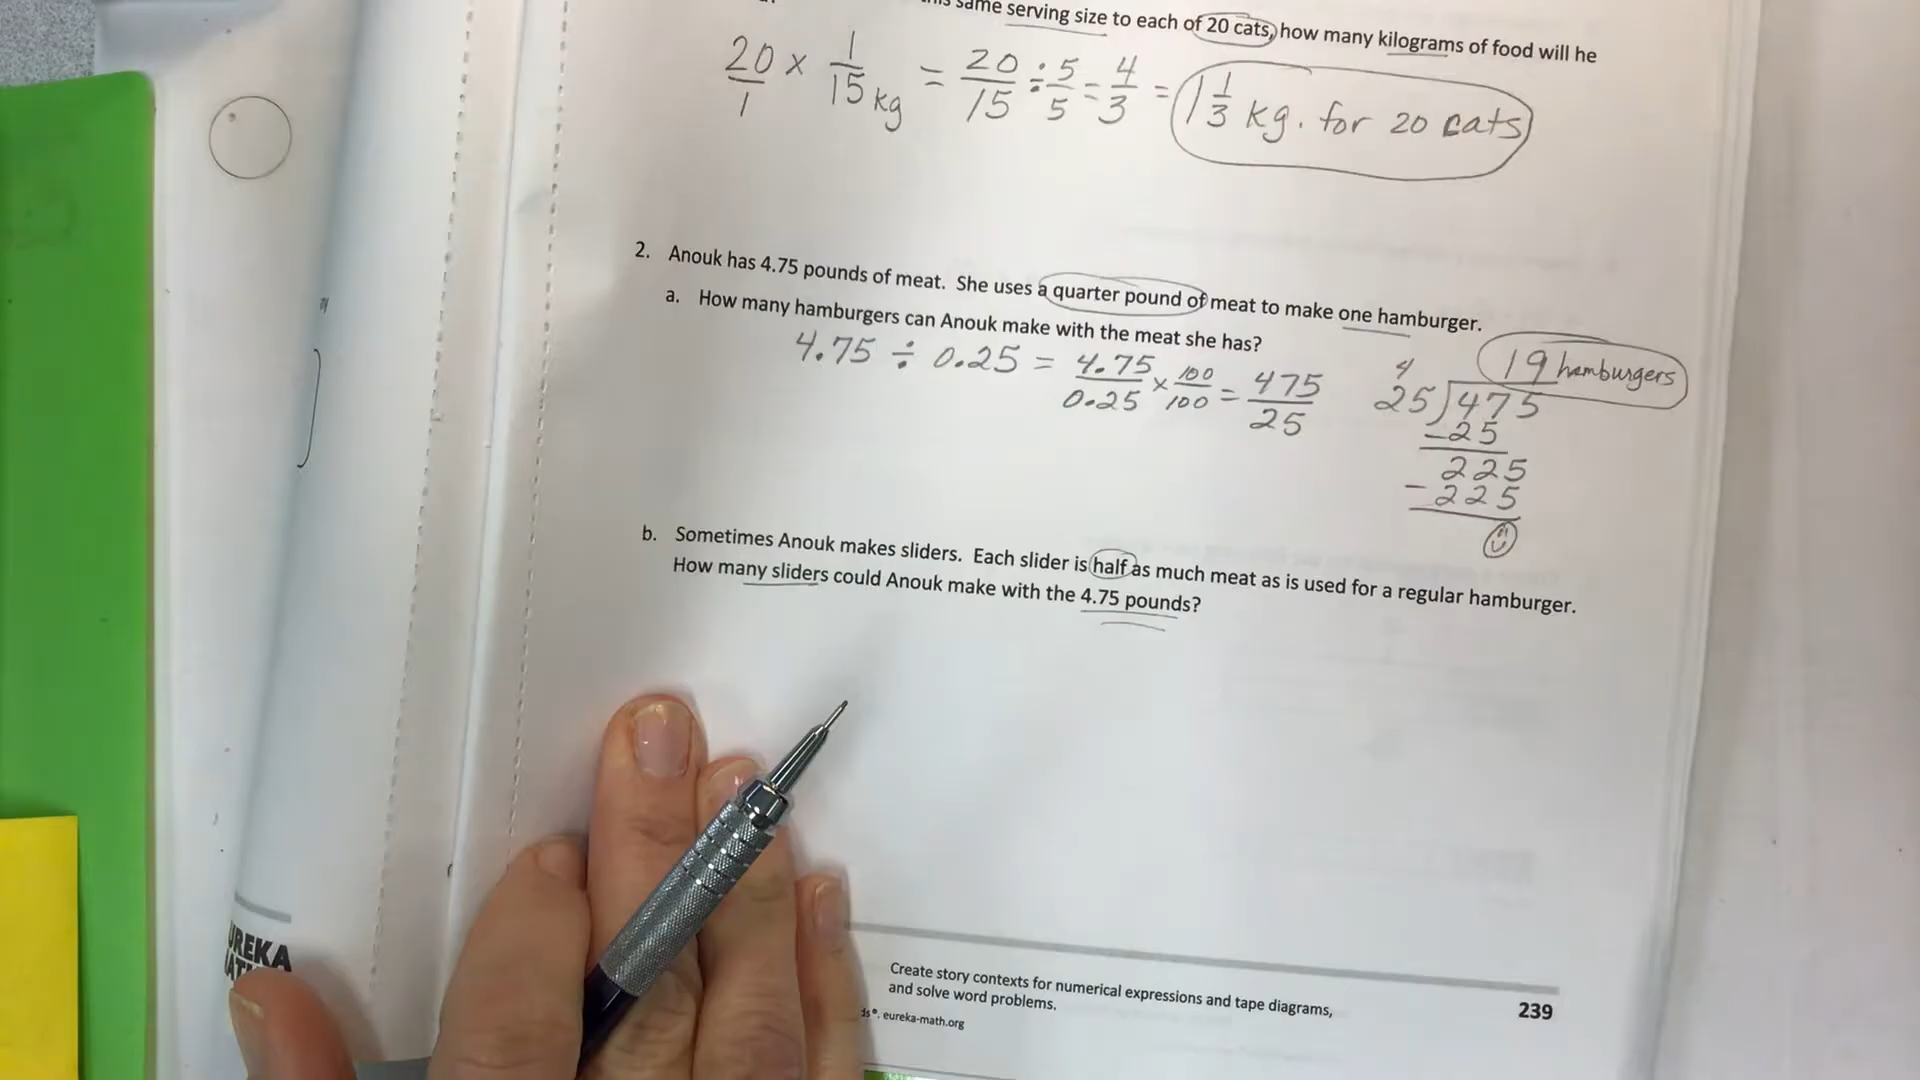 same serving size to each of 20 cats, how many kilograms of food will he
20/1 × 1/15 kg = 20/15 ÷ 5/5 = 4/3 = 1 1/3 kg. for 20 cats
2. Anouk has 4.75 pounds of meat. She uses a quarter pound of meat to make one hamburger.
a. How many hamburgers can Anouk make with the meat she has?
4.75 ÷ 0.25 = 4.75/0.25 × 100/100 = 475/25
4
19 hamburgers
25)475
-25
225
-225
b. Sometimes Anouk makes sliders. Each slider is half as much meat as is used for a regular hamburger.
How many sliders could Anouk make with the 4.75 pounds?
UREKA
Create story contexts for numerical expressions and tape diagrams,
and solve word problems.
239
eureka-math.org